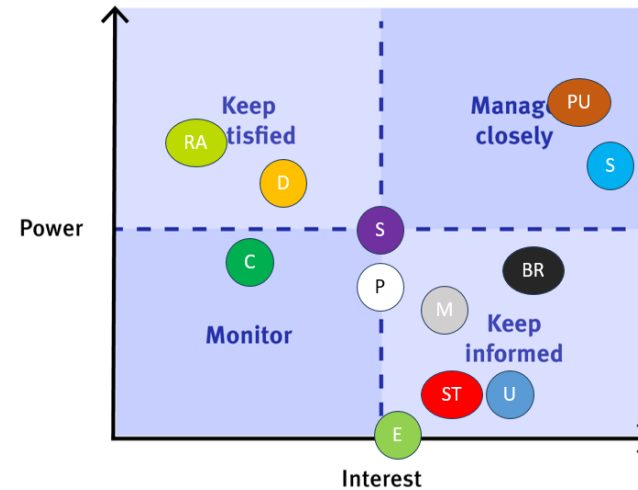 Keep
tisfied
Manag
closely
PU
RA
S
D
Power
S
C
BR
P
M
Monitor
Keep
informed
ST
U
E
Interest